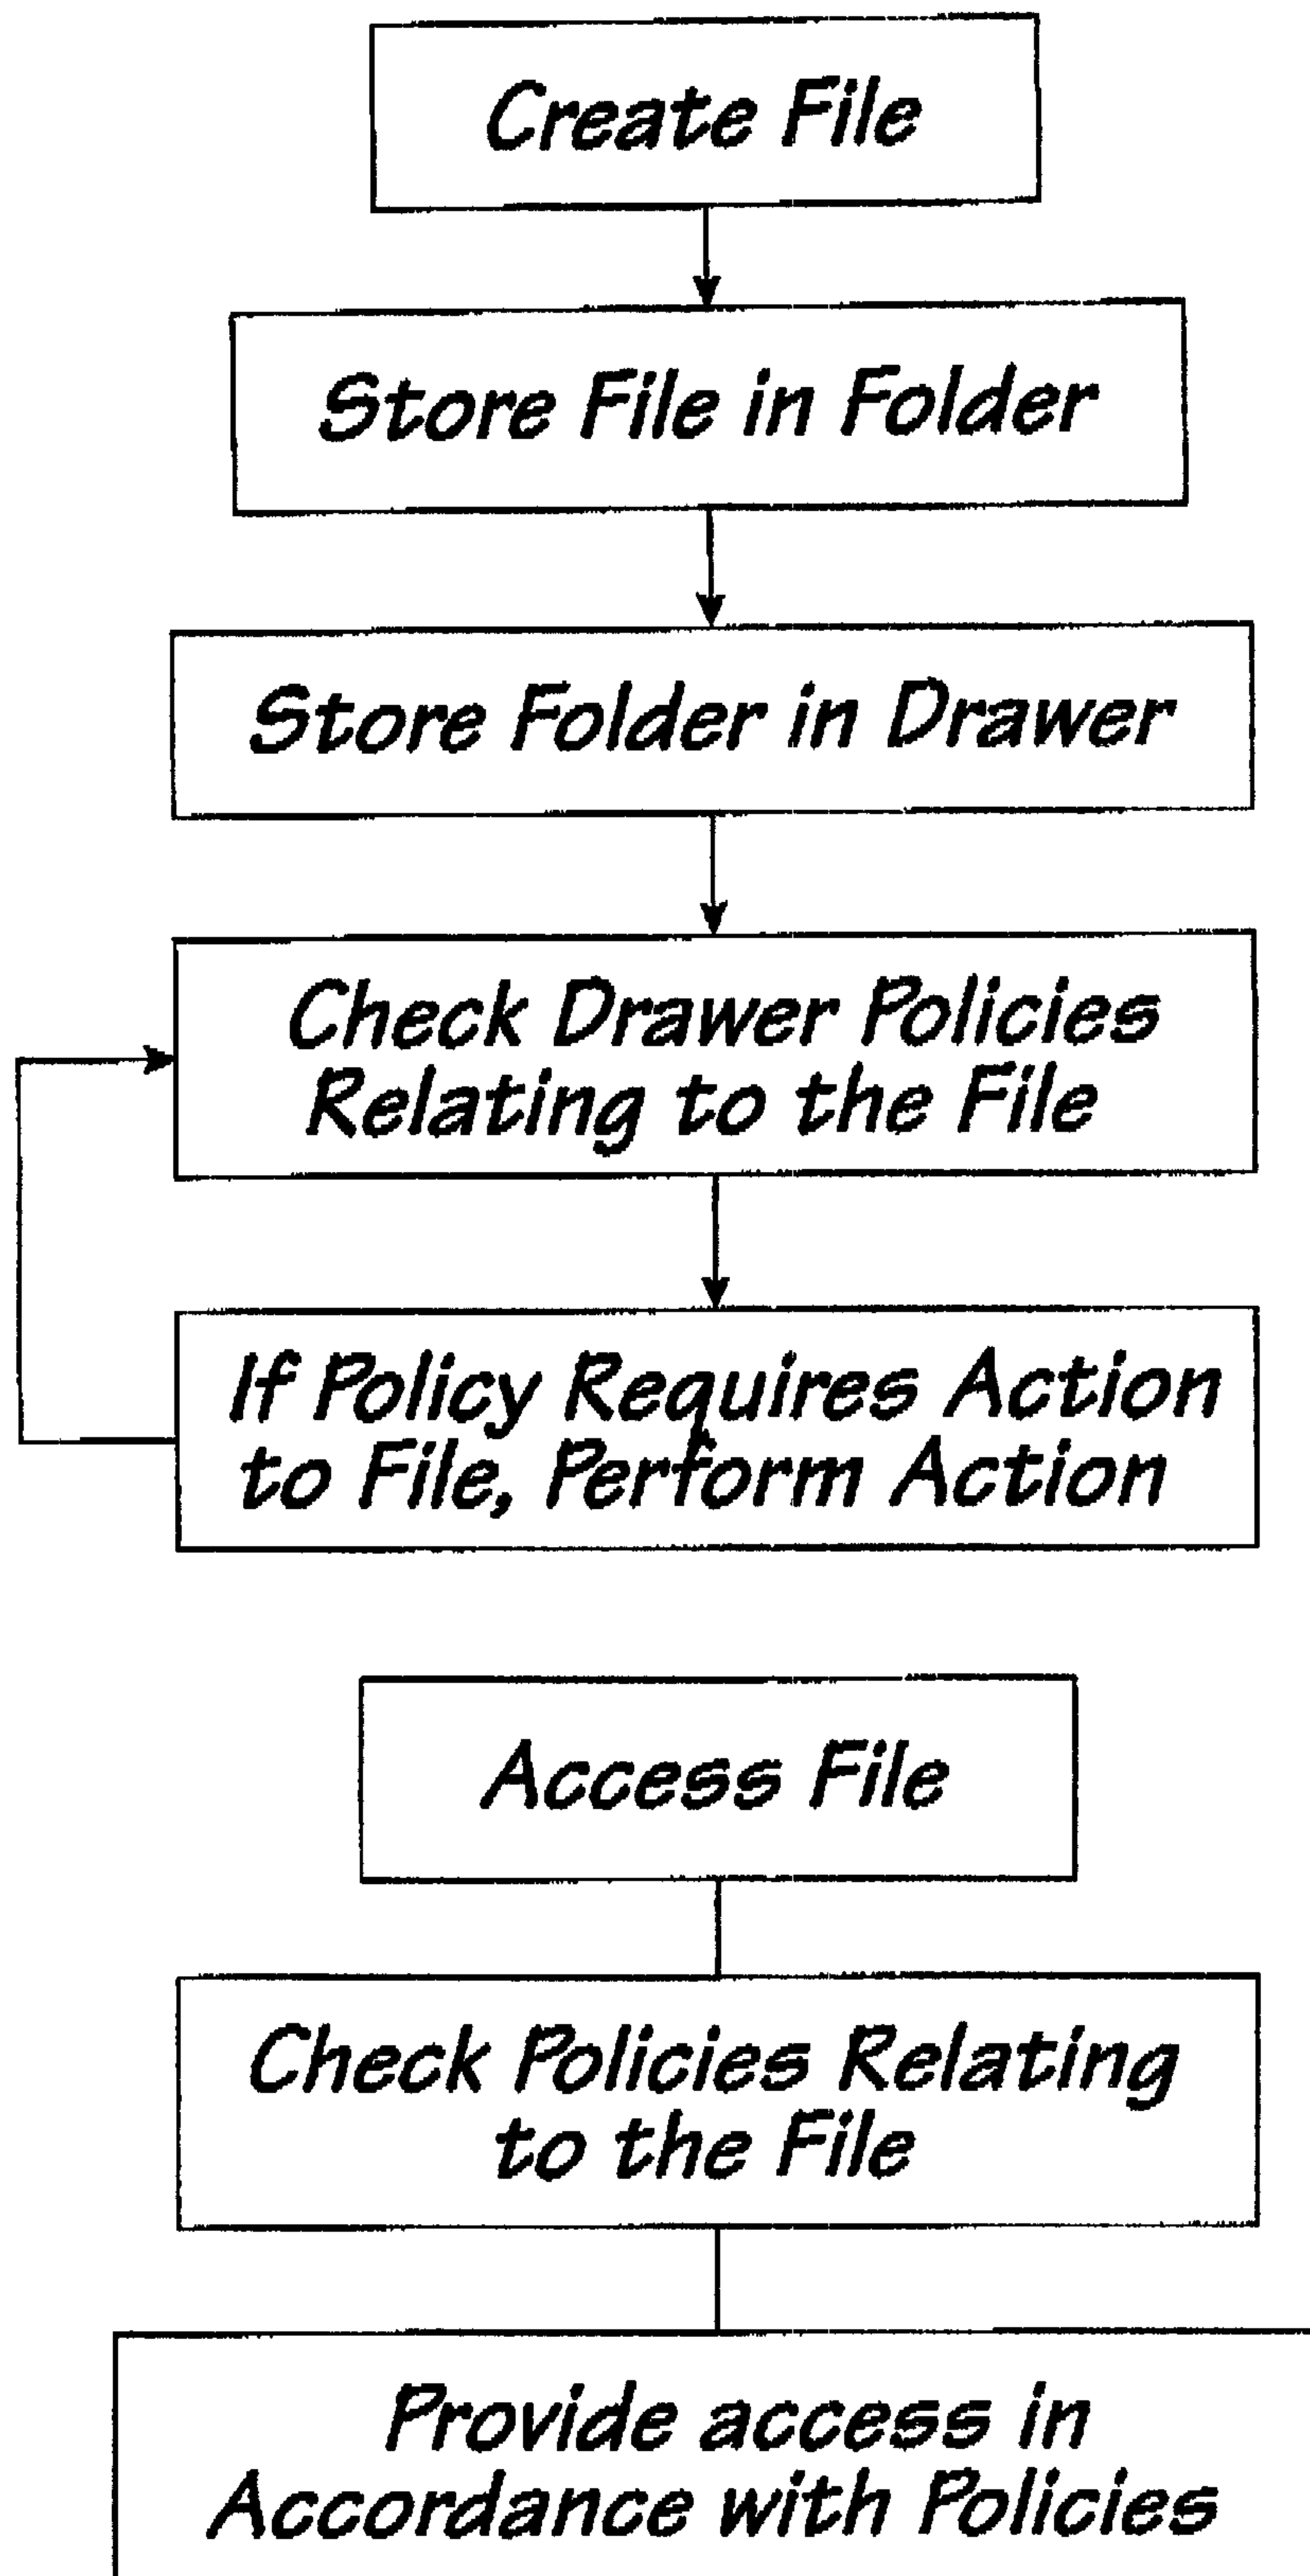 Create File
Store File in Folder
Store Folder in Drawer
Check Drawer Policies
Relating to the File
If Policy Requires Action
to File, Perform Action
Access File
Check Policies Relating
to the File
Provide access in
Accordance with Policies